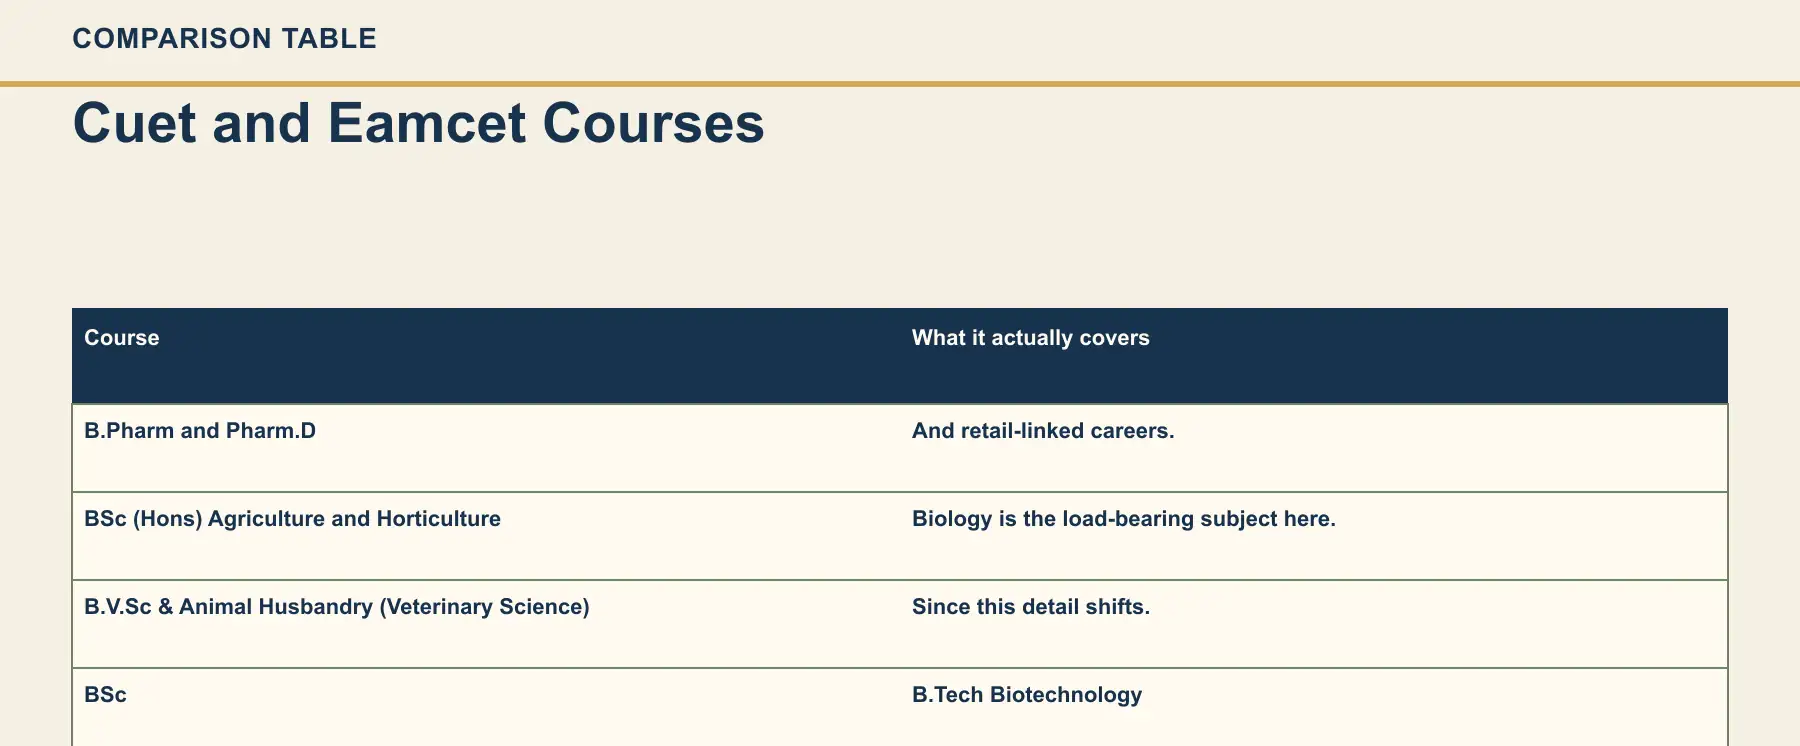 COMPARISON TABLE
Cuet and Eamcet Courses
Course
What it actually covers
B.Pharm and Pharm.D
And retail-linked careers.
BSc (Hons) Agriculture and Horticulture
Biology is the load-bearing subject here.
B.V.Sc & Animal Husbandry (Veterinary Science)
Since this detail shifts.
BSc
B.Tech Biotechnology